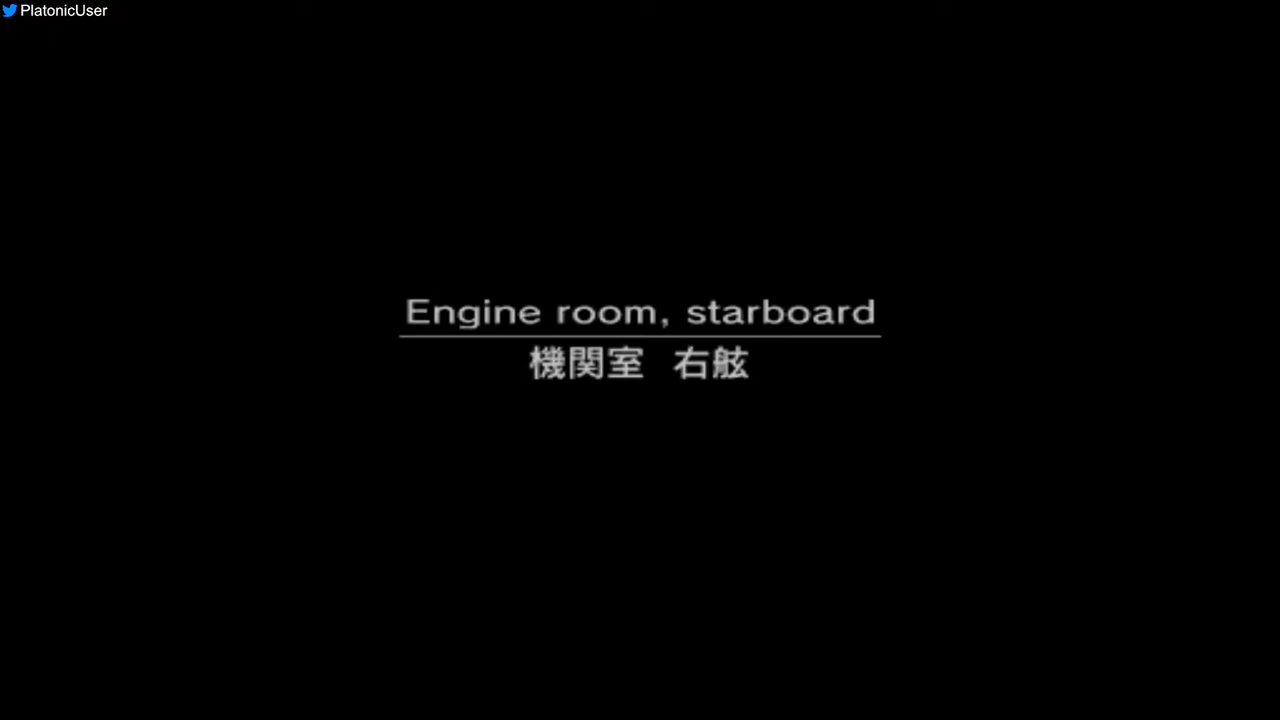 PlatonicUser
Engine room, starboard
機関室 右舷